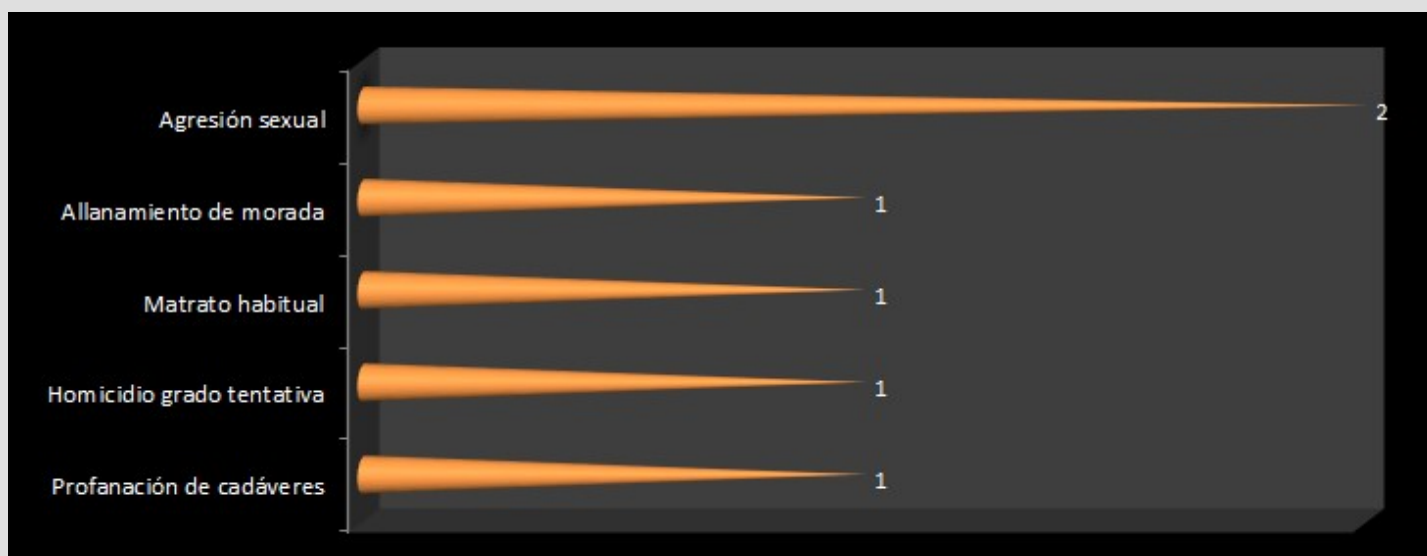 Agresión sexual 2
Allanamiento de morada 1
Matrato habitual 1
Homicidio grado tentativa 1
Profanación de cadáveres 1